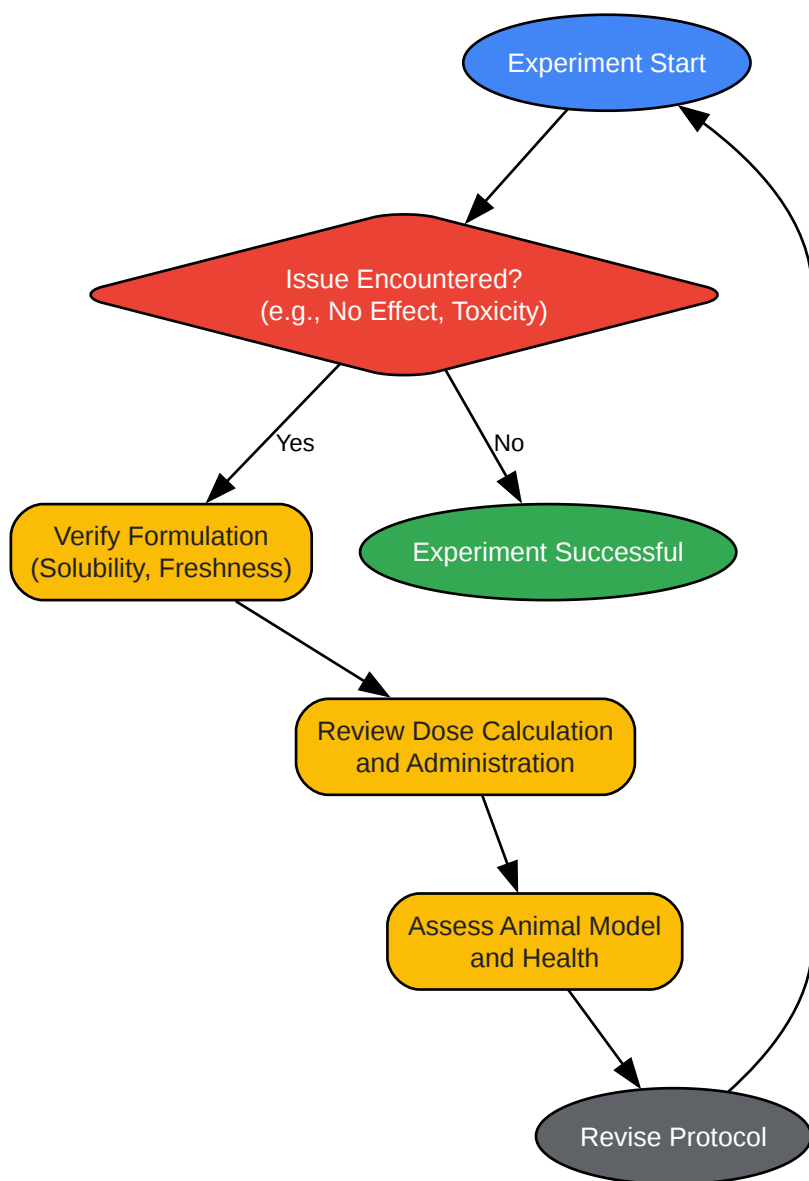 Experiment Start
Issue Encountered?
(e.g., No Effect, Toxicity)
Yes
No
Verify Formulation
(Solubility, Freshness)
Experiment Successful
Review Dose Calculation
and Administration
Assess Animal Model
and Health
Revise Protocol